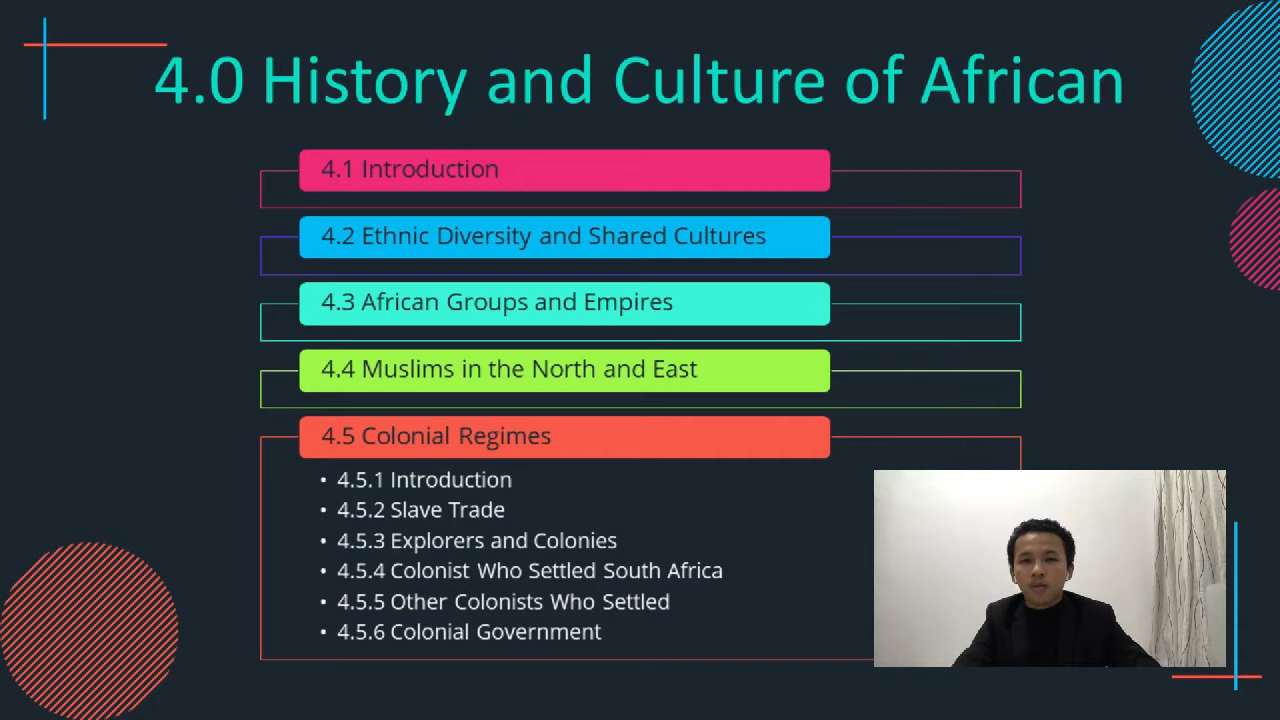 4.0 History and Culture of African
4.1 Introduction
4.2 Ethnic Diversity and Shared Cultures
4.3 African Groups and Empires
4.4 Muslims in the North and East
4.5 Colonial Regimes
• 4.5.1 Introduction
• 4.5.2 Slave Trade
• 4.5.3 Explorers and Colonies
• 4.5.4 Colonist Who Settled South Africa
• 4.5.5 Other Colonists Who Settled
• 4.5.6 Colonial Government